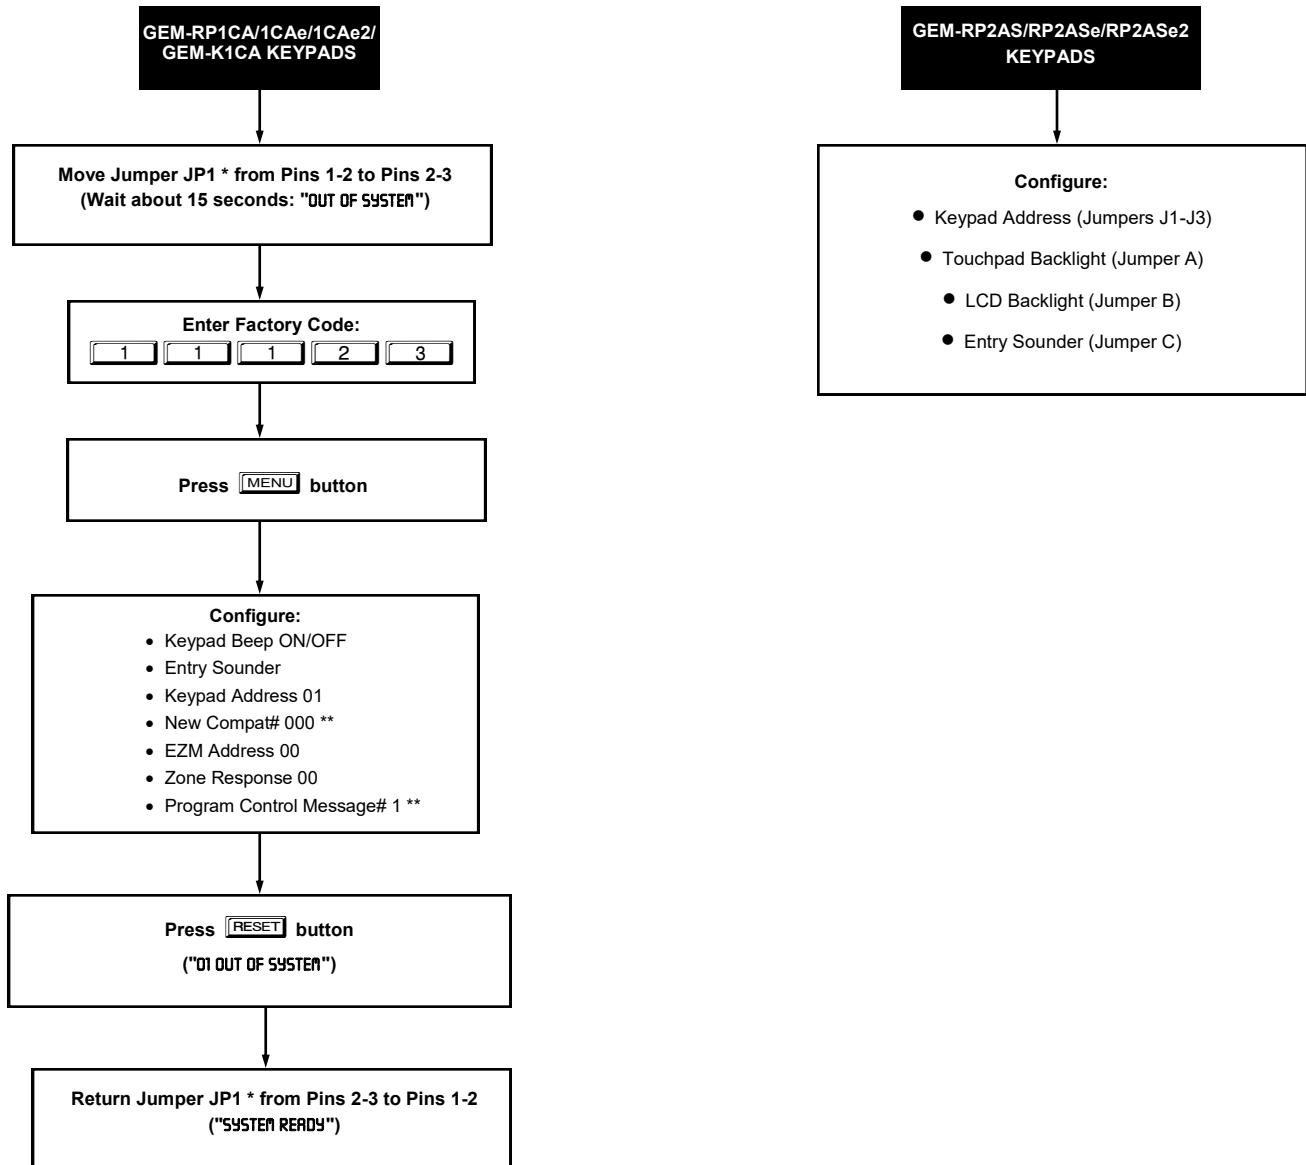 GEM-RP1CA/1CAe/1CAe2/
GEM-K1CA KEYPADS
Move Jumper JP1 * from Pins 1-2 to Pins 2-3
(Wait about 15 seconds: "OUT OF SYSTEM")
Enter Factory Code:
1 1 1 2 3
Press MENU button
Configure:
• Keypad Beep ON/OFF
• Entry Sounder
• Keypad Address 01
• New Compat# 000 **
• EZM Address 00
• Zone Response 00
• Program Control Message# 1 **
Press RESET button
("01 OUT OF SYSTEM")
Return Jumper JP1 * from Pins 2-3 to Pins 1-2
("SYSTEM READY")
GEM-RP2AS/RP2ASe/RP2ASe2
KEYPADS
Configure:
• Keypad Address (Jumpers J1-J3)
• Touchpad Backlight (Jumper A)
• LCD Backlight (Jumper B)
• Entry Sounder (Jumper C)